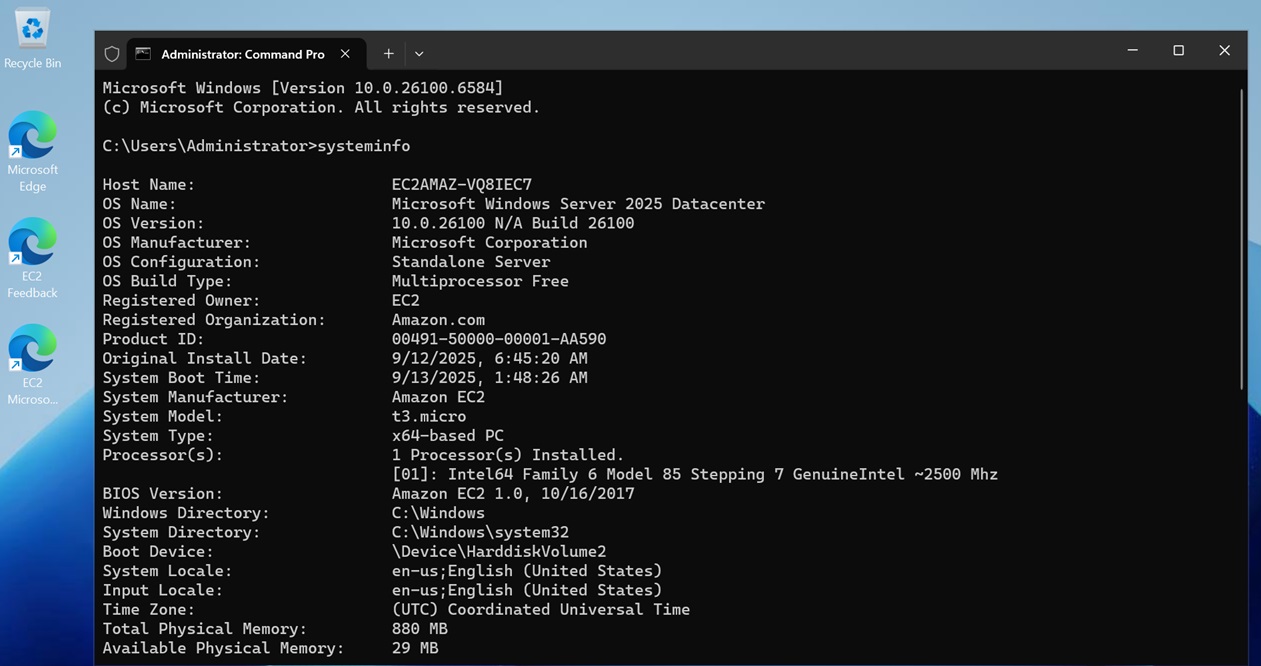 Recycle Bin
Microsoft
Edge
EC2
Feedback
EC2
Microso...
Administrator: Command Pro
Microsoft Windows [Version 10.0.26100.6584]
(c) Microsoft Corporation. All rights reserved.
C:\Users\Administrator>systeminfo
Host Name: EC2AMAZ-VQ8IEC7
OS Name: Microsoft Windows Server 2025 Datacenter
OS Version: 10.0.26100 N/A Build 26100
OS Manufacturer: Microsoft Corporation
OS Configuration: Standalone Server
OS Build Type: Multiprocessor Free
Registered Owner: EC2
Registered Organization: Amazon.com
Product ID: 00491-50000-00001-AA590
Original Install Date: 9/12/2025, 6:45:20 AM
System Boot Time: 9/13/2025, 1:48:26 AM
System Manufacturer: Amazon EC2
System Model: t3.micro
System Type: x64-based PC
Processor(s): 1 Processor(s) Installed.
[01]: Intel64 Family 6 Model 85 Stepping 7 GenuineIntel ~2500 Mhz
BIOS Version: Amazon EC2 1.0, 10/16/2017
Windows Directory: C:\Windows
System Directory: C:\Windows\system32
Boot Device: \Device\HarddiskVolume2
System Locale: en-us;English (United States)
Input Locale: en-us;English (United States)
Time Zone: (UTC) Coordinated Universal Time
Total Physical Memory: 880 MB
Available Physical Memory: 29 MB